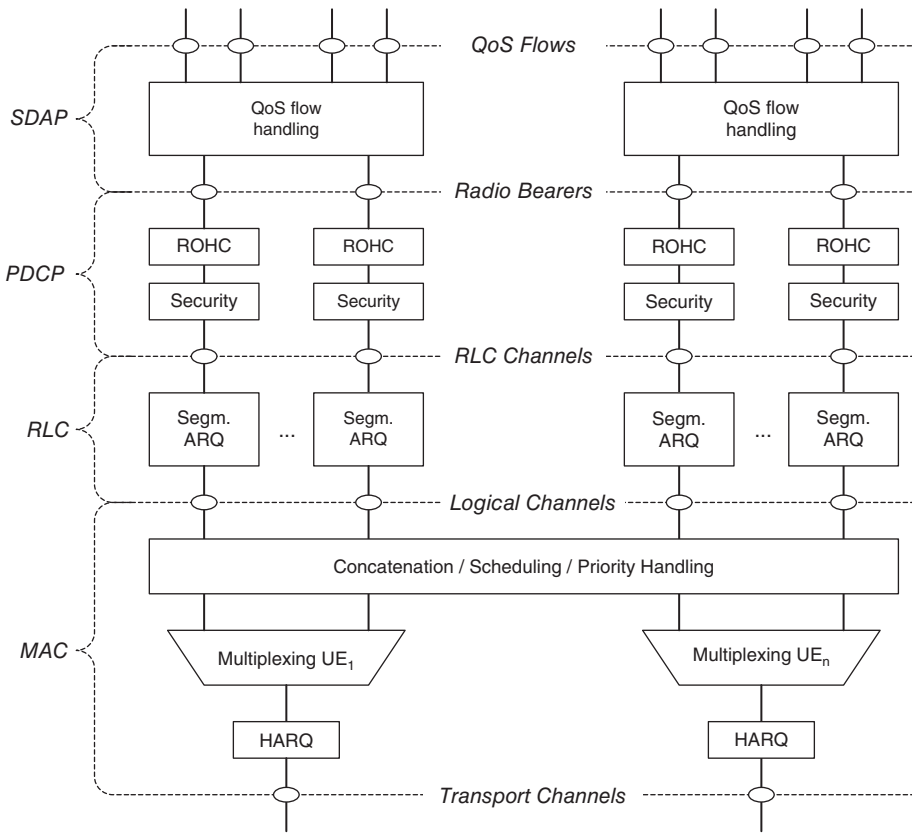 QoS Flows
SDAP
QoS flow
handling
QoS flow
handling
Radio Bearers
PDCP
ROHC
ROHC
ROHC
ROHC
Security
Security
Security
Security
RLC Channels
RLC
Segm.
ARQ
...
Segm.
ARQ
Segm.
ARQ
...
Segm.
ARQ
Logical Channels
Concatenation / Scheduling / Priority Handling
MAC
Multiplexing UE₁
Multiplexing UEₙ
HARQ
HARQ
Transport Channels